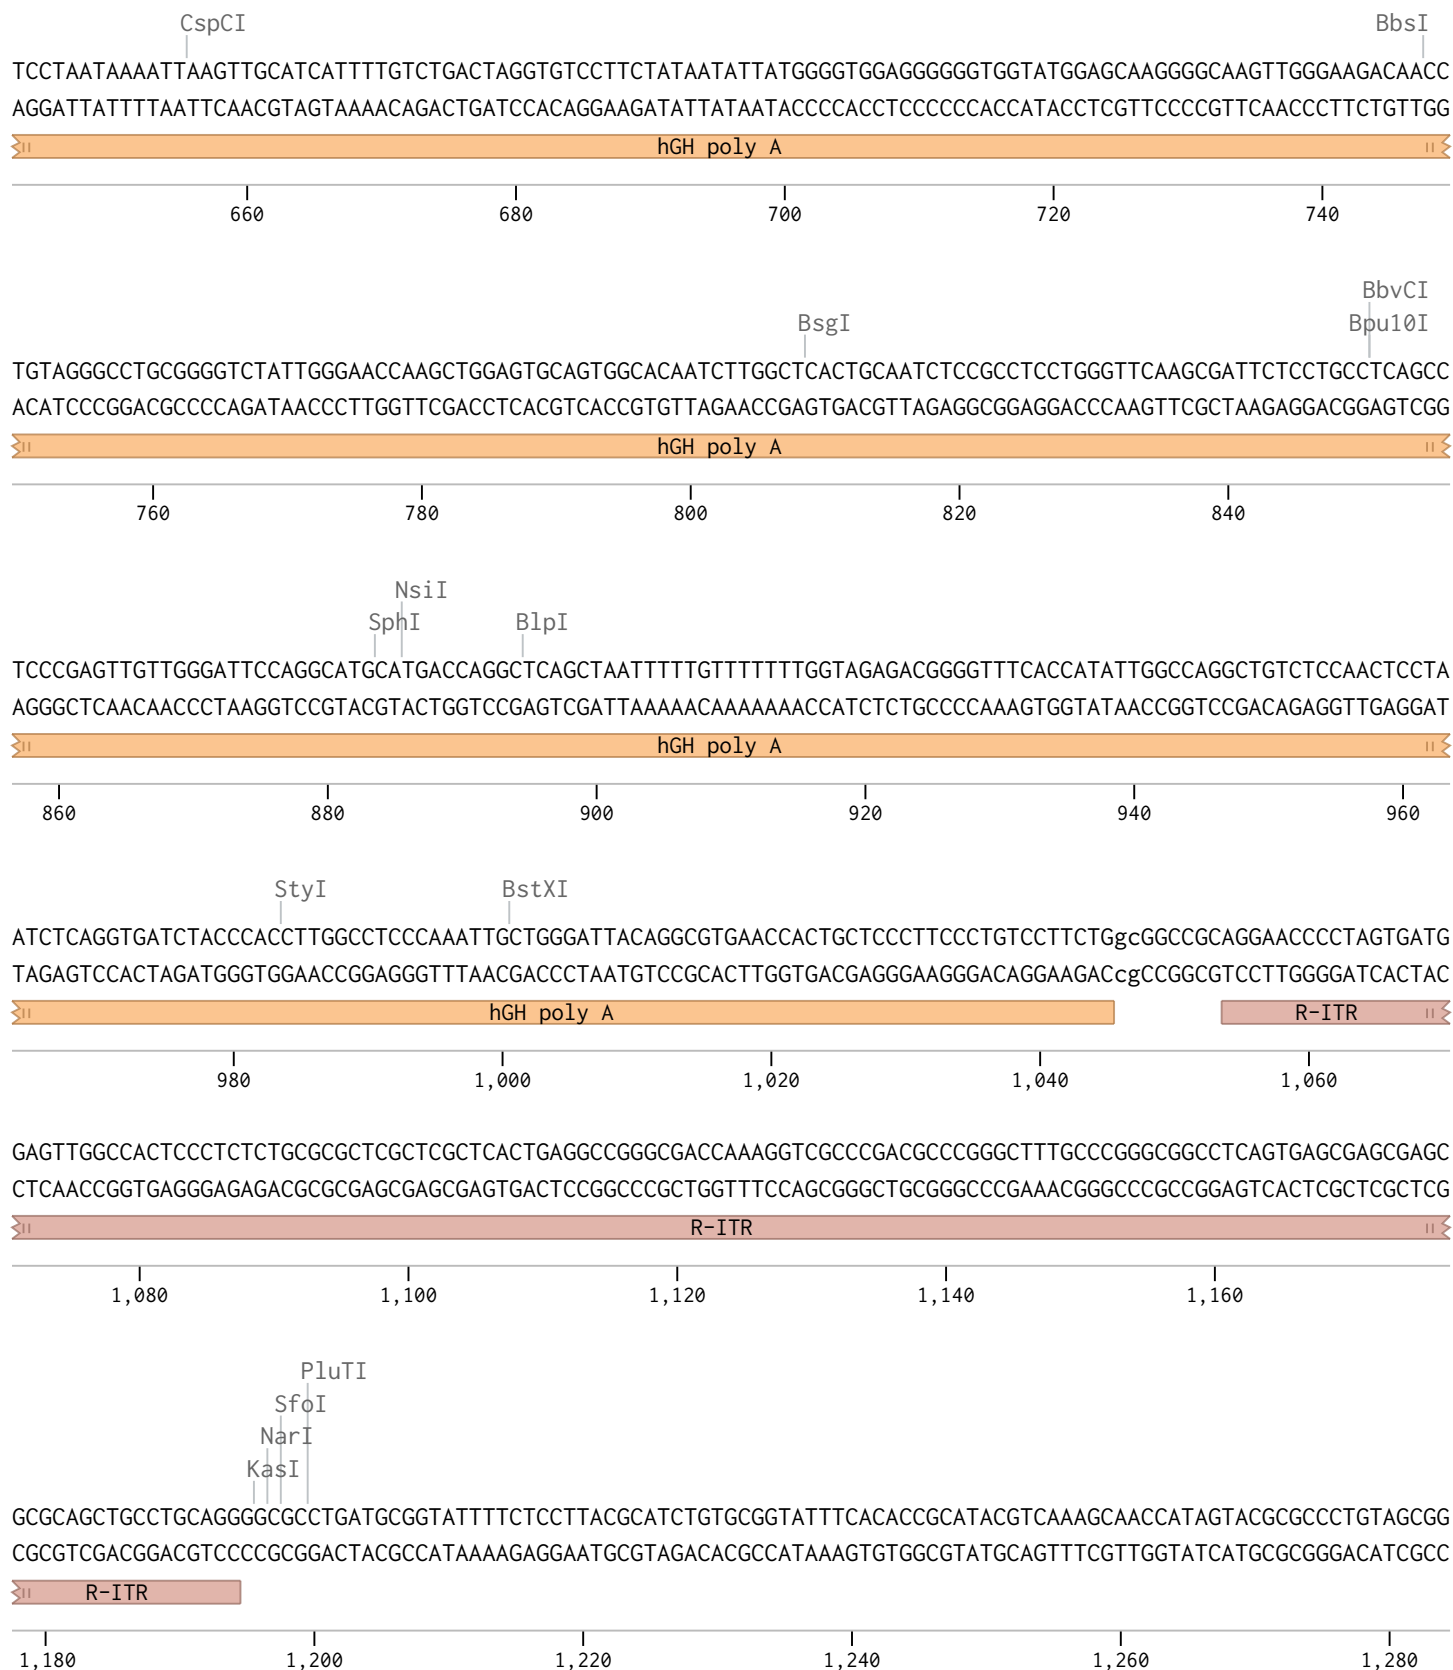 CspCI BbsI
TCCTAATAAAATTAAGTTGCATCATTTTGTCTGACTAGGTGTCCTTCTATAATATTATGGGGTGGAGGGGGGTGGTATGGAGCAAGGGGCAAGTTGGGAAGACAACC
AGGATTATTTTAATTCAACGTAGTAAAACAGACTGATCCACAGGAAGATATTATAATACCCCACCTCCCCCCACCATACCTCGTTCCCCGTTCAACCCTTCTGTTGG
hGH poly A
660 680 700 720 740
BbvCI
BsgI Bpu10I
TGTAGGGCCTGCGGGGTCTATTGGGAACCAAGCTGGAGTGCAGTGGCACAATCTTGGCTCACTGCAATCTCCGCCTCCTGGGTTCAAGCGATTCTCCTGCCTCAGCC
ACATCCCGGACGCCCCAGATAACCCTTGGTTCGACCTCACGTCACCGTGTTAGAACCGAGTGACGTTAGAGGCGGAGGACCCAAGTTCGCTAAGAGGACGGAGTCGG
hGH poly A
760 780 800 820 840
NsiI
SphI BlpI
TCCCGAGTTGTTGGGATTCCAGGCATGCATGACCAGGCTCAGCTAATTTTTGTTTTTTTGGTAGAGACGGGGTTTCACCATATTGGCCAGGCTGTCTCCAACTCCTA
AGGGCTCAACAACCCTAAGGTCCGTACGTACTGGTCCGAGTCGATTAAAAACAAAAAAACCATCTCTGCCCCAAAGTGGTATAACCGGTCCGACAGAGGTTGAGGAT
hGH poly A
860 880 900 920 940 960
StyI BstXI
ATCTCAGGTGATCTACCCACCTTGGCCTCCCAAATTGCTGGGATTACAGGCGTGAACCACTGCTCCCTTCCCTGTCCTTCTGgcGGCCGCAGGAACCCCTAGTGATG
TAGAGTCCACTAGATGGGTGGAACCGGAGGGTTTAACGACCCTAATGTCCGCACTTGGTGACGAGGGAAGGGACAGGAAGACcgCCGGCGTCCTTGGGGATCACTAC
hGH poly A R-ITR
980 1,000 1,020 1,040 1,060
GAGTTGGCCACTCCCTCTCTGCGCGCTCGCTCGCTCACTGAGGCCGGGCGACCAAAGGTCGCCCGACGCCCGGGCTTTGCCCGGGCGGCCTCAGTGAGCGAGCGAGC
CTCAACCGGTGAGGGAGAGACGCGCGAGCGAGCGAGTGACTCCGGCCCGCTGGTTTCCAGCGGGCTGCGGGCCCGAAACGGGCCCGCCGGAGTCACTCGCTCGCTCG
R-ITR
1,080 1,100 1,120 1,140 1,160
PluTI
SfoI
NarI
KasI
GCGCAGCTGCCTGCAGGGGCGCCTGATGCGGTATTTTCTCCTTACGCATCTGTGCGGTATTTCACACCGCATACGTCAAAGCAACCATAGTACGCGCCCTGTAGCGG
CGCGTCGACGGACGTCCCCGCGGACTACGCCATAAAAGAGGAATGCGTAGACACGCCATAAAGTGTGGCGTATGCAGTTTCGTTGGTATCATGCGCGGGACATCGCC
R-ITR
1,180 1,200 1,220 1,240 1,260 1,280